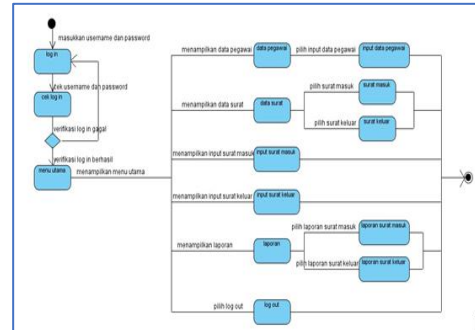 masukkan username dan password
log in
cek username dan password
cek log in
verifikasi log in gagal
verifikasi log in berhasil
menu utama
menampilkan menu utama
menampilkan data pegawai
data pegawai
pilih input data pegawai
input data pegawai
menampilkan data surat
data surat
pilih surat masuk
surat masuk
pilih surat keluar
surat keluar
menampilkan input surat masuk
input surat masuk
menampilkan input surat keluar
input surat keluar
menampilkan laporan
laporan
pilih laporan surat masuk
laporan surat masuk
pilih laporan surat keluar
laporan surat keluar
pilih log out
log out